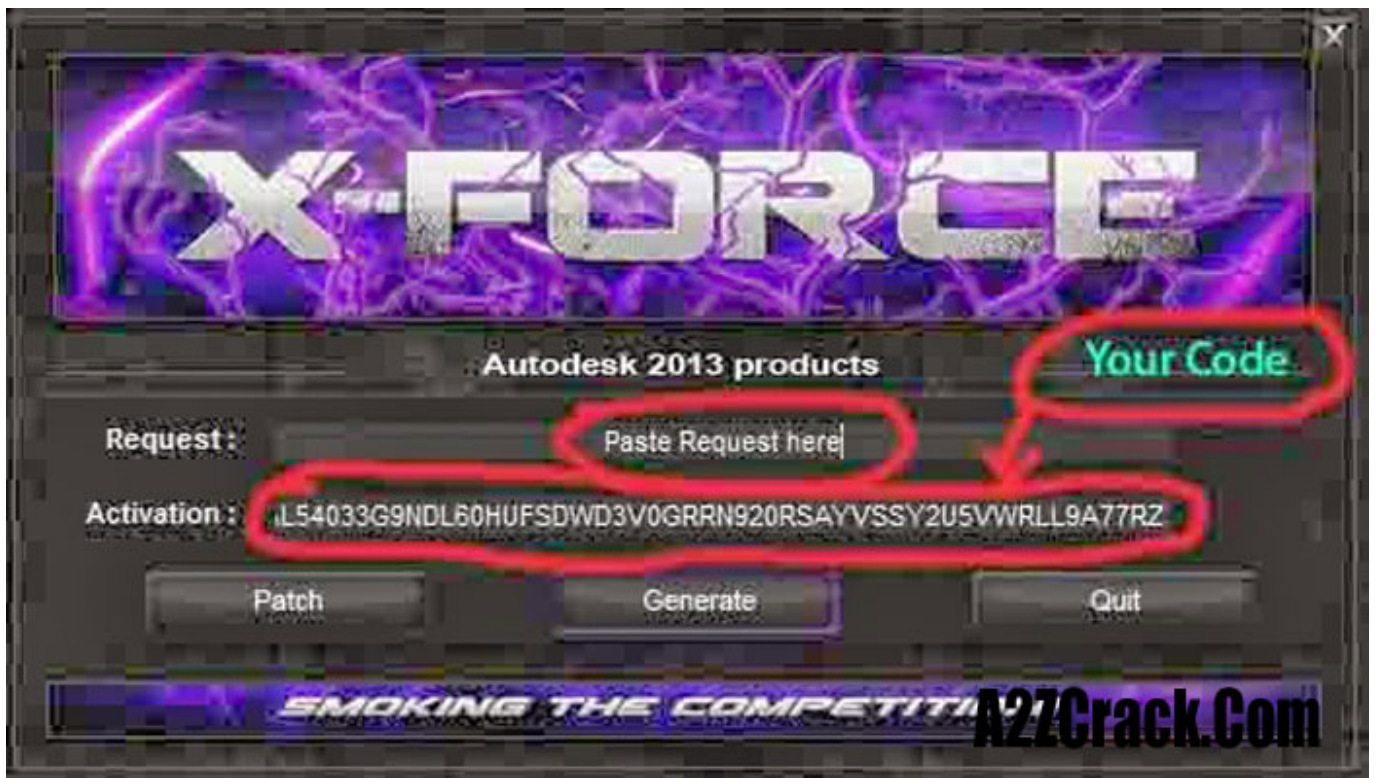 X-FORCE
Autodesk 2013 products
Your Code
Request :
Paste Request here
Activation :
L54033G9NDL60HUFSDWD3V0GRRN920RSAYVSSY2U5VWRLL9A77RZ
Patch
Generate
Quit
SMOKING THE
A2ZCrack.Com